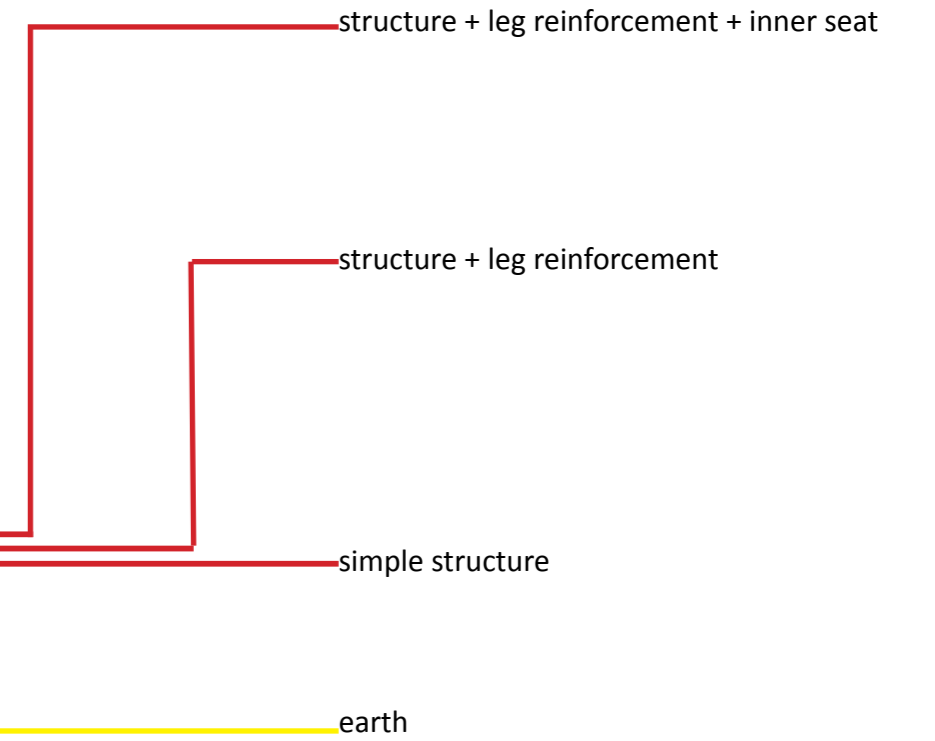 structure + leg reinforcement + inner seat
structure + leg reinforcement
simple structure
earth